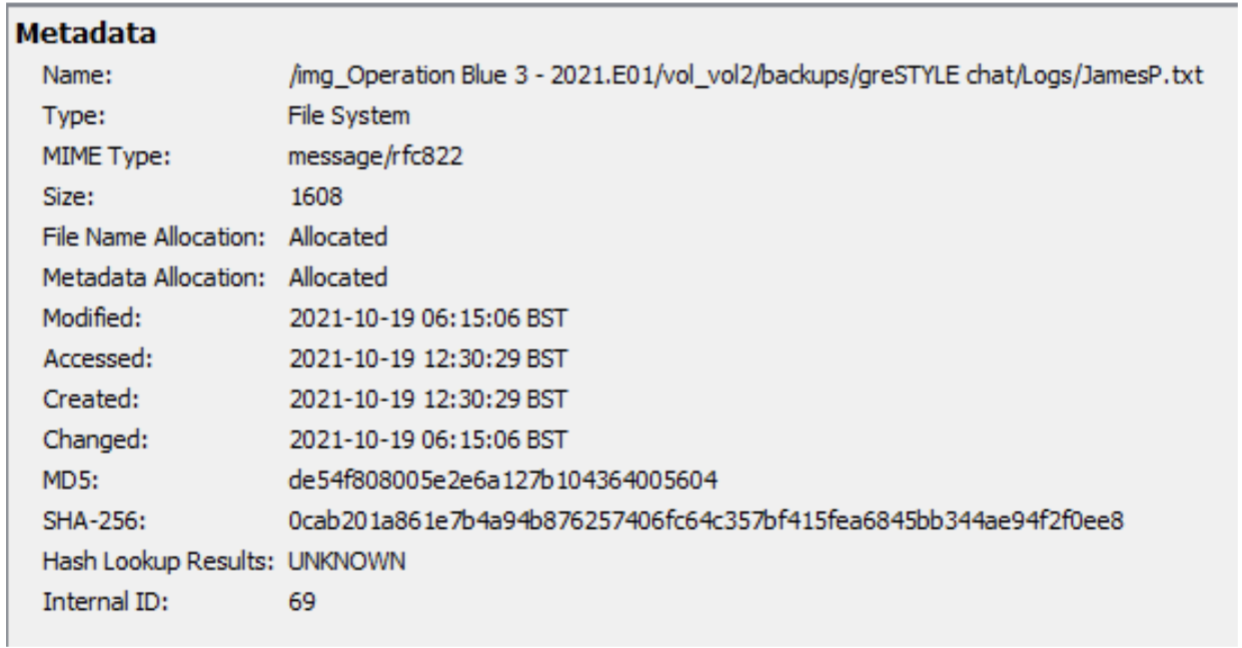 Metadata
Name: /img_Operation Blue 3 - 2021.E01/vol_vol2/backups/greSTYLE chat/Logs/JamesP.txt
Type: File System
MIME Type: message/rfc822
Size: 1608
File Name Allocation: Allocated
Metadata Allocation: Allocated
Modified: 2021-10-19 06:15:06 BST
Accessed: 2021-10-19 12:30:29 BST
Created: 2021-10-19 12:30:29 BST
Changed: 2021-10-19 06:15:06 BST
MD5: de54f808005e2e6a127b104364005604
SHA-256: 0cab201a861e7b4a94b876257406fc64c357bf415fea6845bb344ae94f2f0ee8
Hash Lookup Results: UNKNOWN
Internal ID: 69